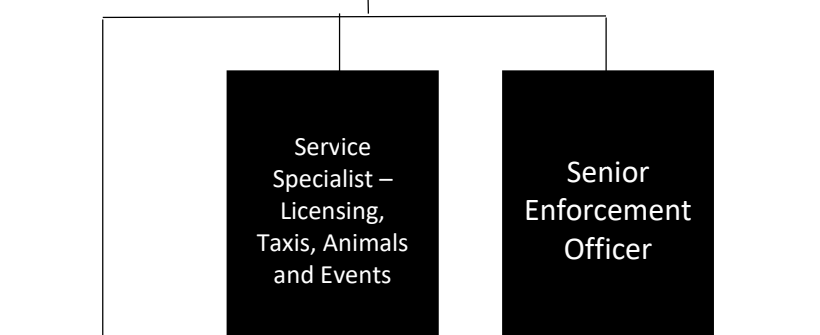 Service
Specialist –
Licensing,
Taxis, Animals
and Events
Senior
Enforcement
Officer